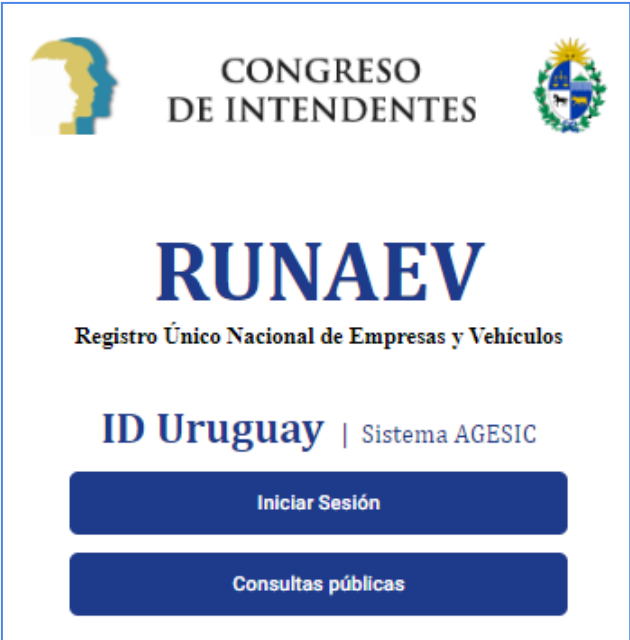 CONGRESO
DE INTENDENTES
RUNAEV
Registro Único Nacional de Empresas y Vehículos
ID Uruguay | Sistema AGESIC
Iniciar Sesión
Consultas públicas